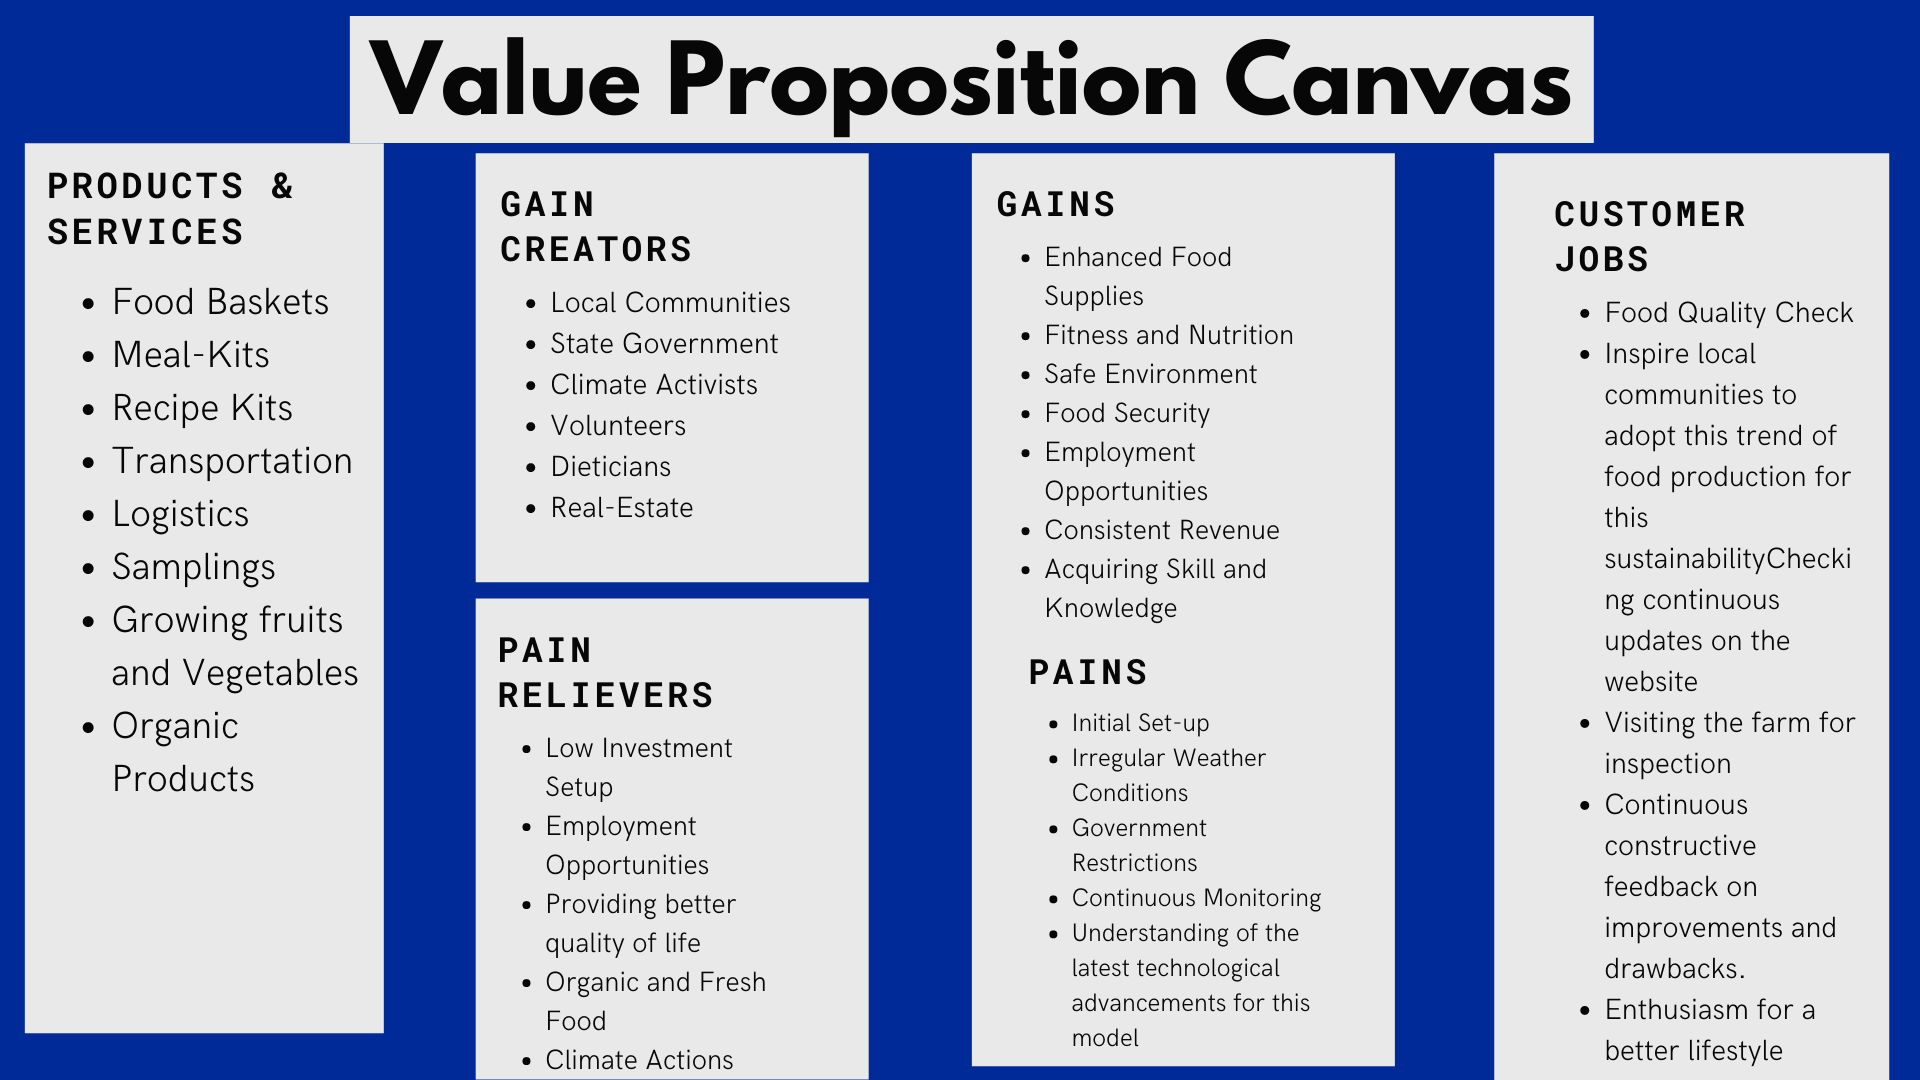 Value Proposition Canvas
PRODUCTS &
SERVICES
• Food Baskets
• Meal-Kits
• Recipe Kits
• Transportation
• Logistics
• Samplings
• Growing fruits
and Vegetables
• Organic
Products
GAIN
CREATORS
• Local Communities
• State Government
• Climate Activists
• Volunteers
• Dieticians
• Real-Estate
PAIN
RELIEVERS
• Low Investment
Setup
• Employment
Opportunities
• Providing better
quality of life
• Organic and Fresh
Food
• Climate Actions
GAINS
• Enhanced Food
Supplies
• Fitness and Nutrition
• Safe Environment
• Food Security
• Employment
Opportunities
• Consistent Revenue
• Acquiring Skill and
Knowledge
PAINS
• Initial Set-up
• Irregular Weather
Conditions
• Government
Restrictions
• Continuous Monitoring
• Understanding of the
latest technological
advancements for this
model
CUSTOMER
JOBS
• Food Quality Check
• Inspire local
communities to
adopt this trend of
food production for
this
sustainabilityChecki
ng continuous
updates on the
website
• Visiting the farm for
inspection
• Continuous
constructive
feedback on
improvements and
drawbacks.
• Enthusiasm for a
better lifestyle